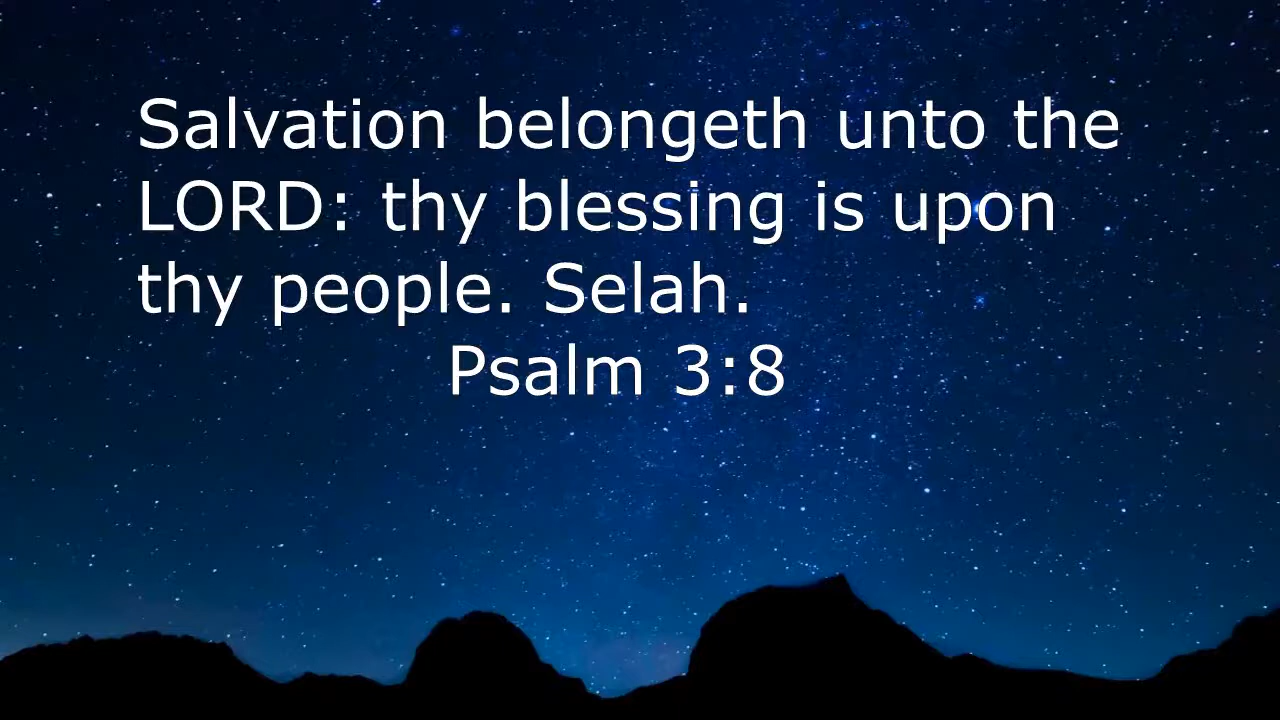 Salvation belongeth unto the
LORD: thy blessing is upon
thy people. Selah.
Psalm 3:8